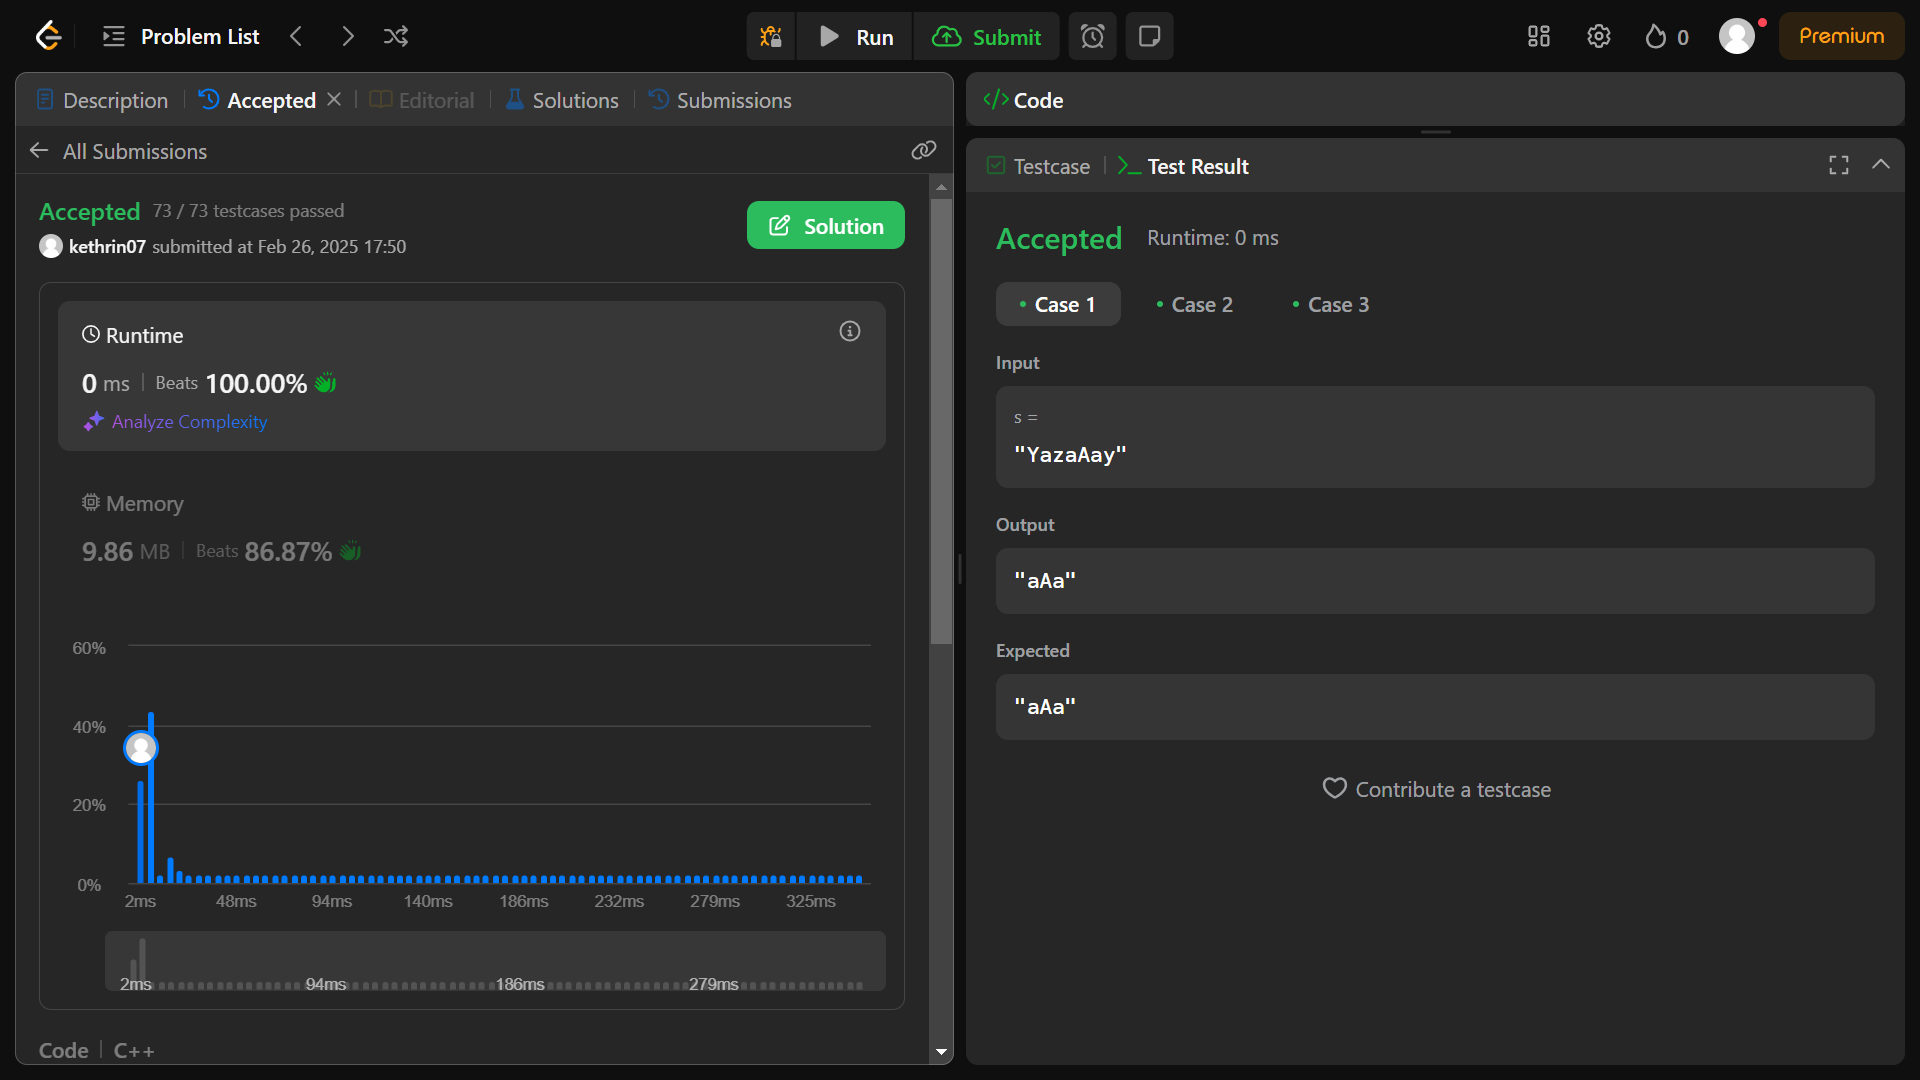 Problem List
Run
Submit
0
Premium
Description
Accepted
Editorial
Solutions
Submissions
All Submissions
Accepted 73 / 73 testcases passed
kethrin07 submitted at Feb 26, 2025 17:50
Solution
Runtime
0 ms | Beats 100.00%
Analyze Complexity
Memory
9.86 MB | Beats 86.87%
60%
40%
20%
0%
2ms 48ms 94ms 140ms 186ms 232ms 279ms 325ms
2ms 94ms 186ms 279ms
Code | C++
</> Code
Testcase
>_ Test Result
Accepted Runtime: 0 ms
• Case 1 • Case 2 • Case 3
Input
s =
"YazaAay"
Output
"aAa"
Expected
"aAa"
Contribute a testcase